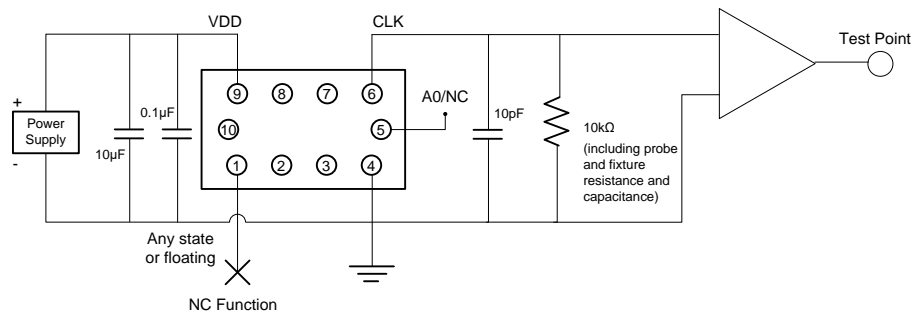 VDD
CLK
Test Point
+
Power
Supply
-
10µF
0.1µF
9
8
7
6
A0/NC
10
5
1
2
3
4
10pF
10kΩ
(including probe
and fixture
resistance and
capacitance)
Any state
or floating
NC Function